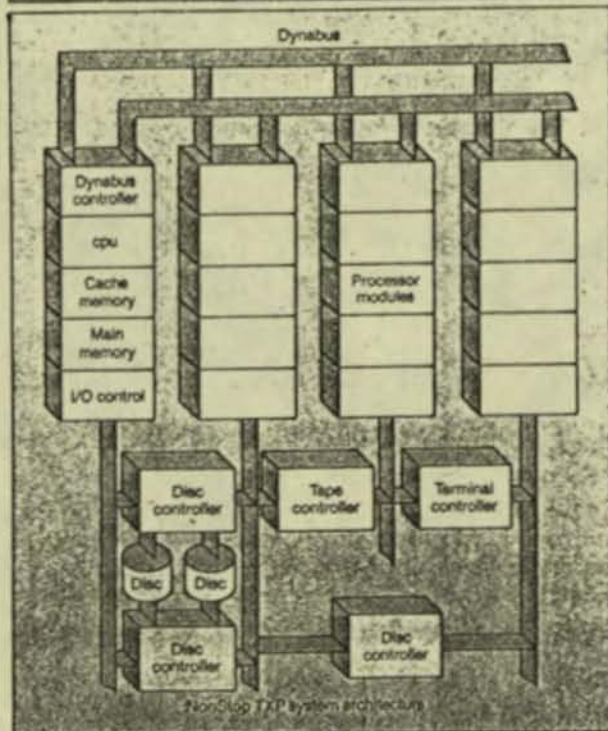 Dynabus
Dynabus
controller
cpu
Cache
memory
Main
memory
I/O control
Processor
modules
Disc
controller
Tape
controller
Terminal
controller
Disc
Disc
Disc
controller
Disc
controller
NonStop TXP system architecture